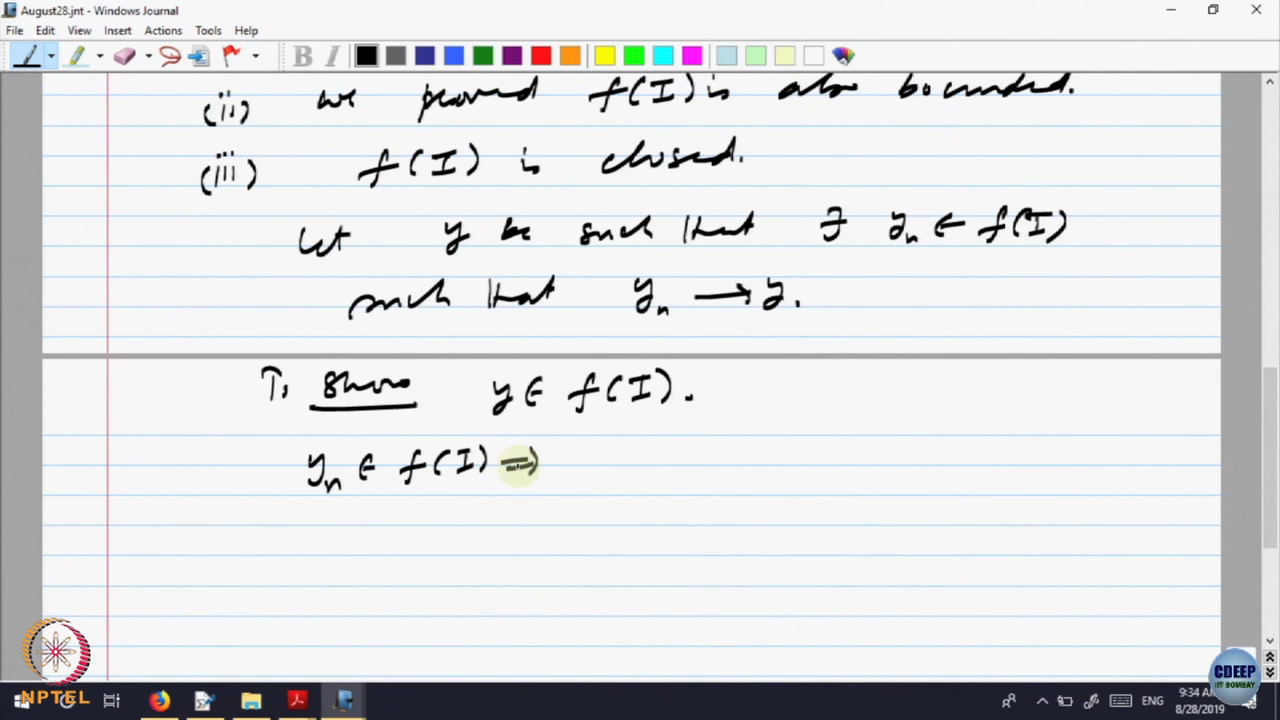 August28.jnt - Windows Journal
File Edit View Insert Actions Tools Help
B I
(ii) we proved f(I) is also bounded.
(iii) f(I) is closed.
Let y be such that ∃ yn ∈ f(I)
such that yn → y.
To Show y ∈ f(I).
yn ∈ f(I) ⇒
NPTEL
CDEEP
IIT BOMBAY
ENG
9:34 A
8/28/2019